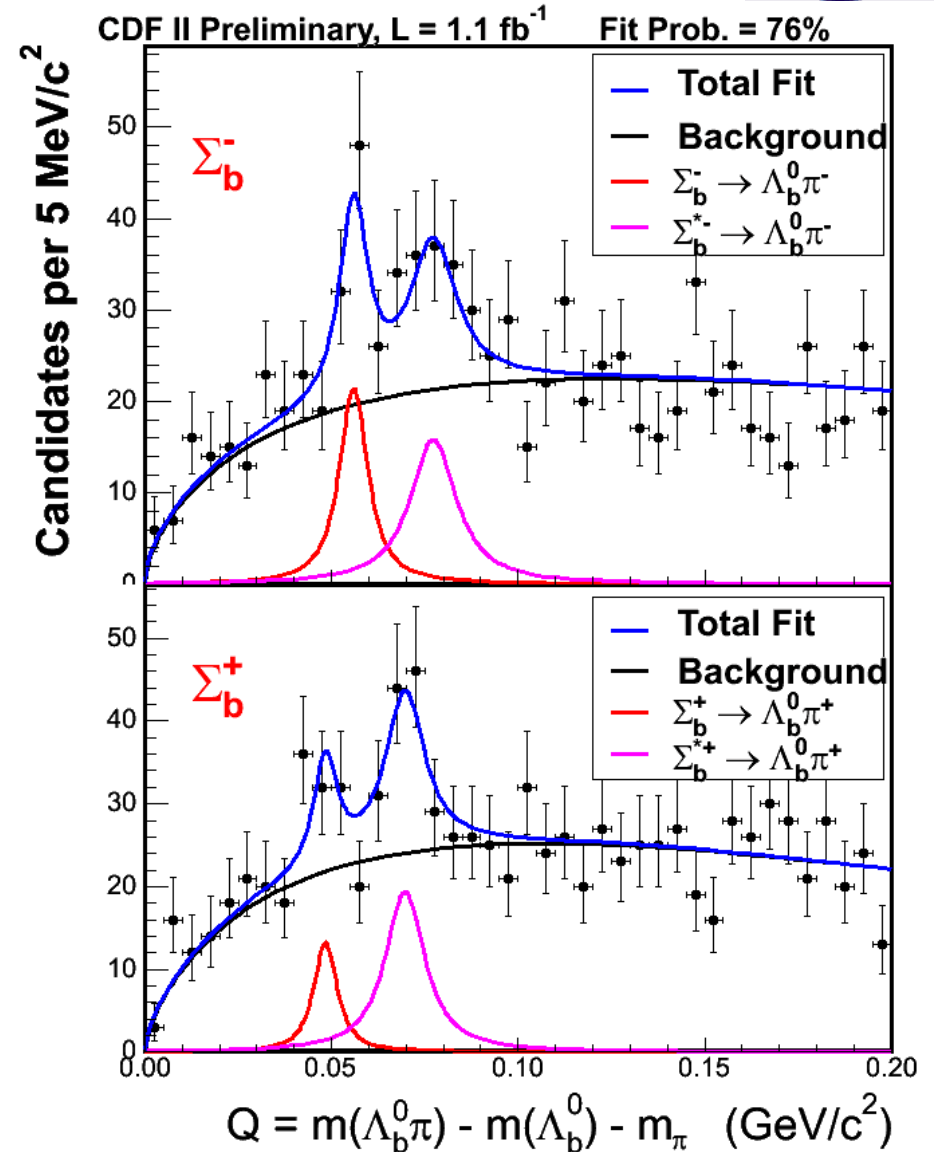 CDF II Preliminary, L = 1.1 fb⁻¹ Fit Prob. = 76%
Candidates per 5 MeV/c²
Σb⁻
Total Fit
Background
Σb⁻ → Λb⁰π⁻
Σb*⁻ → Λb⁰π⁻
50
40
30
20
10
0
Σb⁺
Total Fit
Background
Σb⁺ → Λb⁰π⁺
Σb*⁺ → Λb⁰π⁺
50
40
30
20
10
0
0.00 0.05 0.10 0.15 0.20
Q = m(Λb⁰π) - m(Λb⁰) - mπ (GeV/c²)